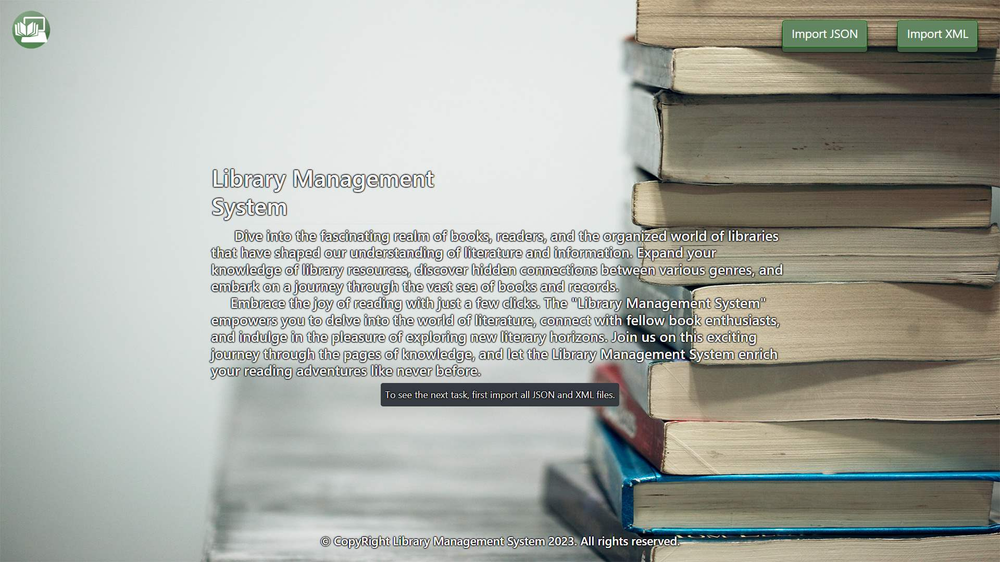 Import JSON
Import XML
Library Management
System
Dive into the fascinating realm of books, readers, and the organized world of libraries
that have shaped our understanding of literature and information. Expand your
knowledge of library resources, discover hidden connections between various genres, and
embark on a journey through the vast sea of books and records.
Embrace the joy of reading with just a few clicks. The "Library Management System"
empowers you to delve into the world of literature, connect with fellow book enthusiasts,
and indulge in the pleasure of exploring new literary horizons. Join us on this exciting
journey through the pages of knowledge, and let the Library Management System enrich
your reading adventures like never before.
To see the next task, first import all JSON and XML files.
© CopyRight Library Management System 2023. All rights reserved.